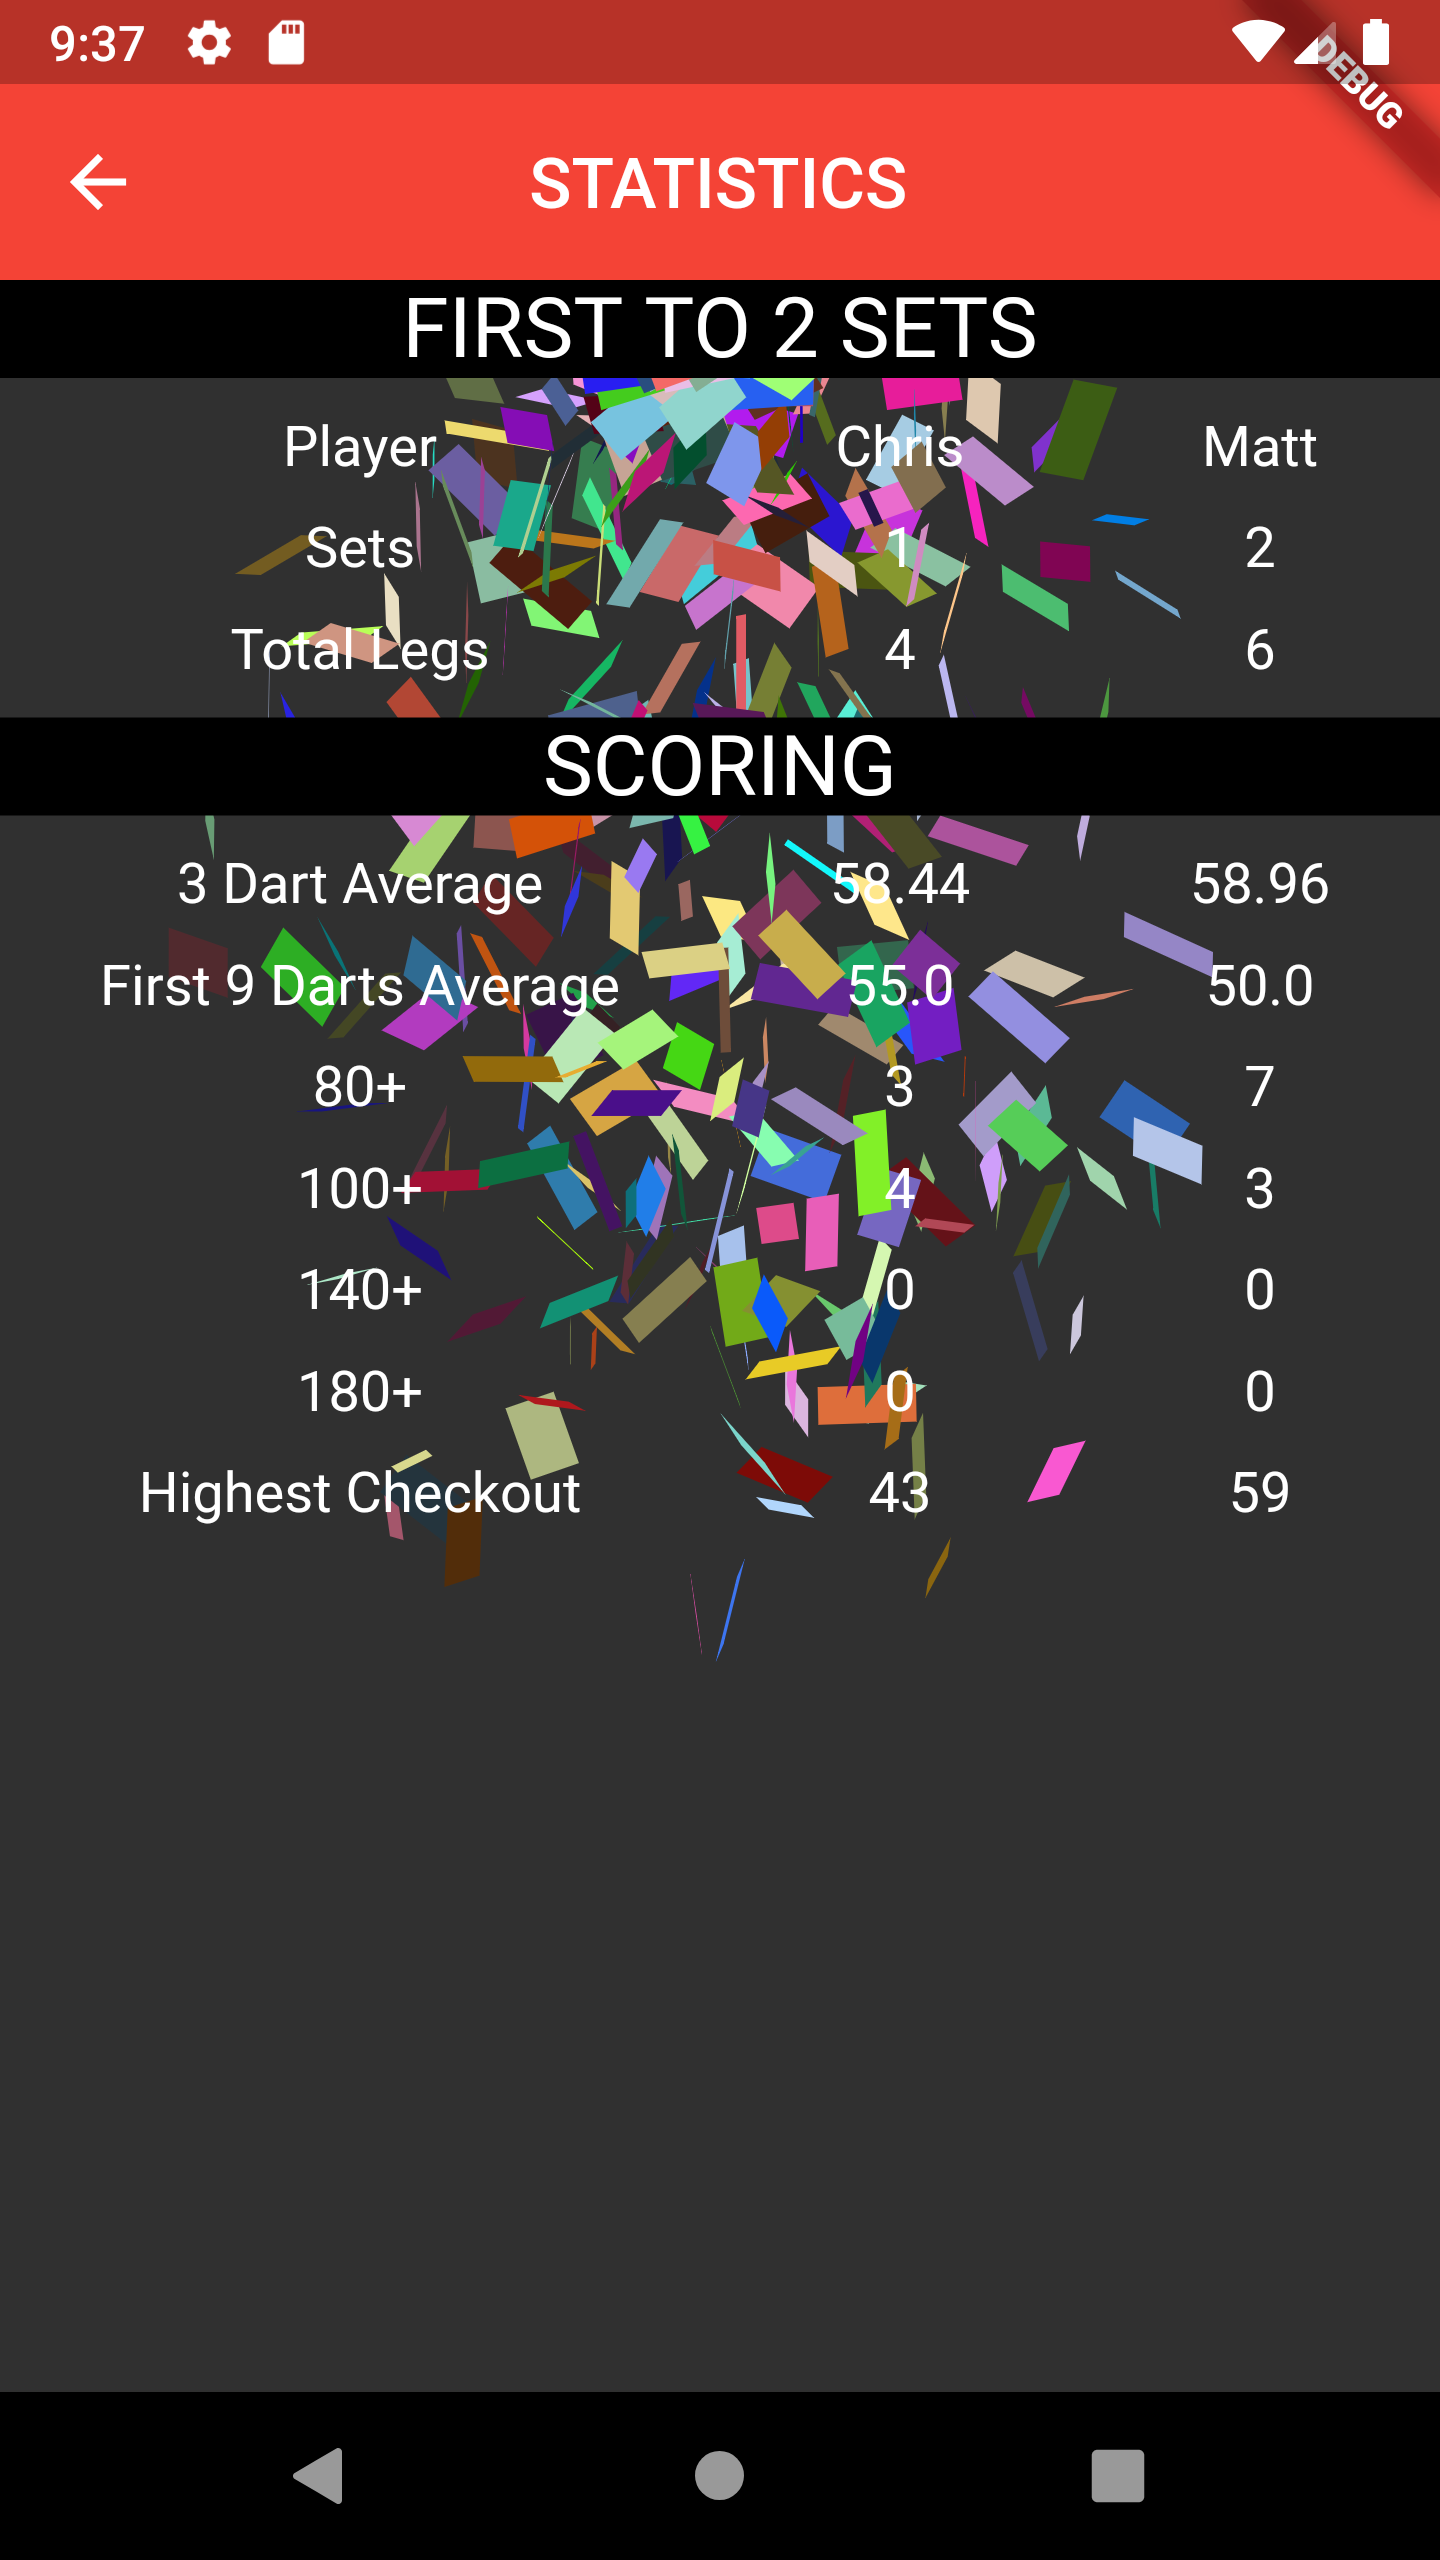 9:37
DEBUG
STATISTICS
FIRST TO 2 SETS
Player Chris Matt
Sets 1 2
Total Legs 4 6
SCORING
3 Dart Average 58.44 58.96
First 9 Darts Average 55.0 50.0
80+ 3 7
100+ 4 3
140+ 0 0
180+ 0 0
Highest Checkout 43 59